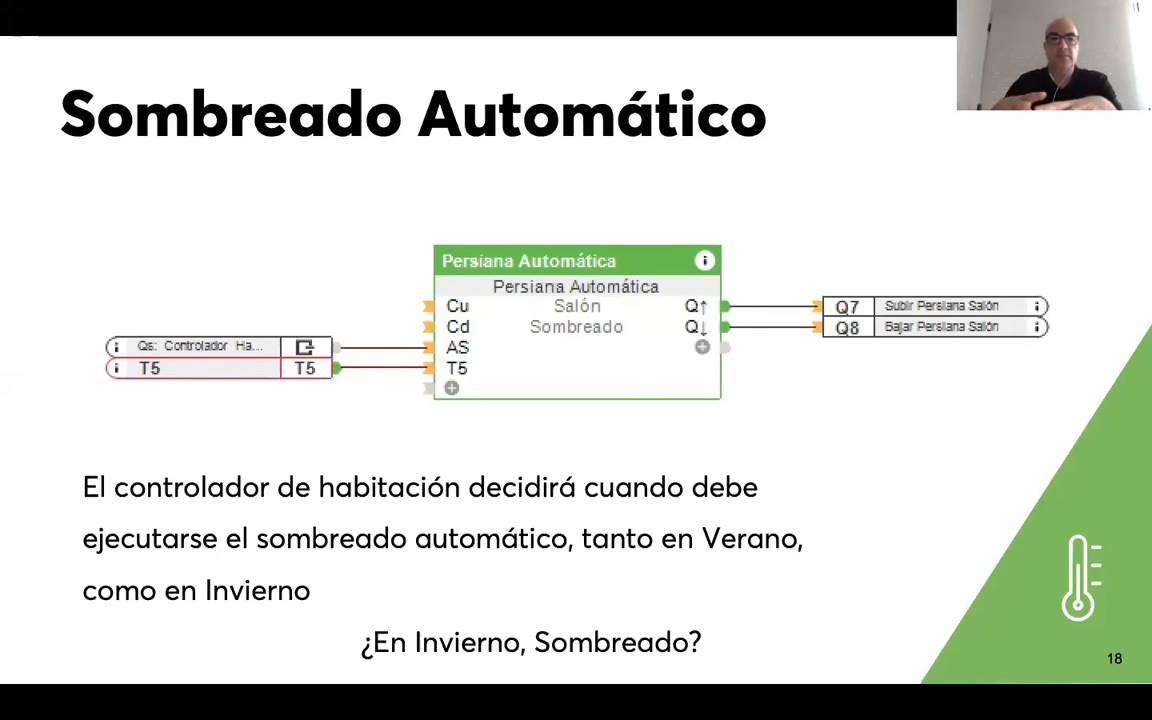 Sombreado Automático
Persiana Automática i
Persiana Automática
Cu Salón Q↑
Cd Sombreado Q↓
AS
T5
i Qs: Controlador Ha...
i T5 T5
Q7 Subir Persiana Salón i
Q8 Bajar Persiana Salón i
El controlador de habitación decidirá cuando debe
ejecutarse el sombreado automático, tanto en Verano,
como en Invierno
¿En Invierno, Sombreado?
18